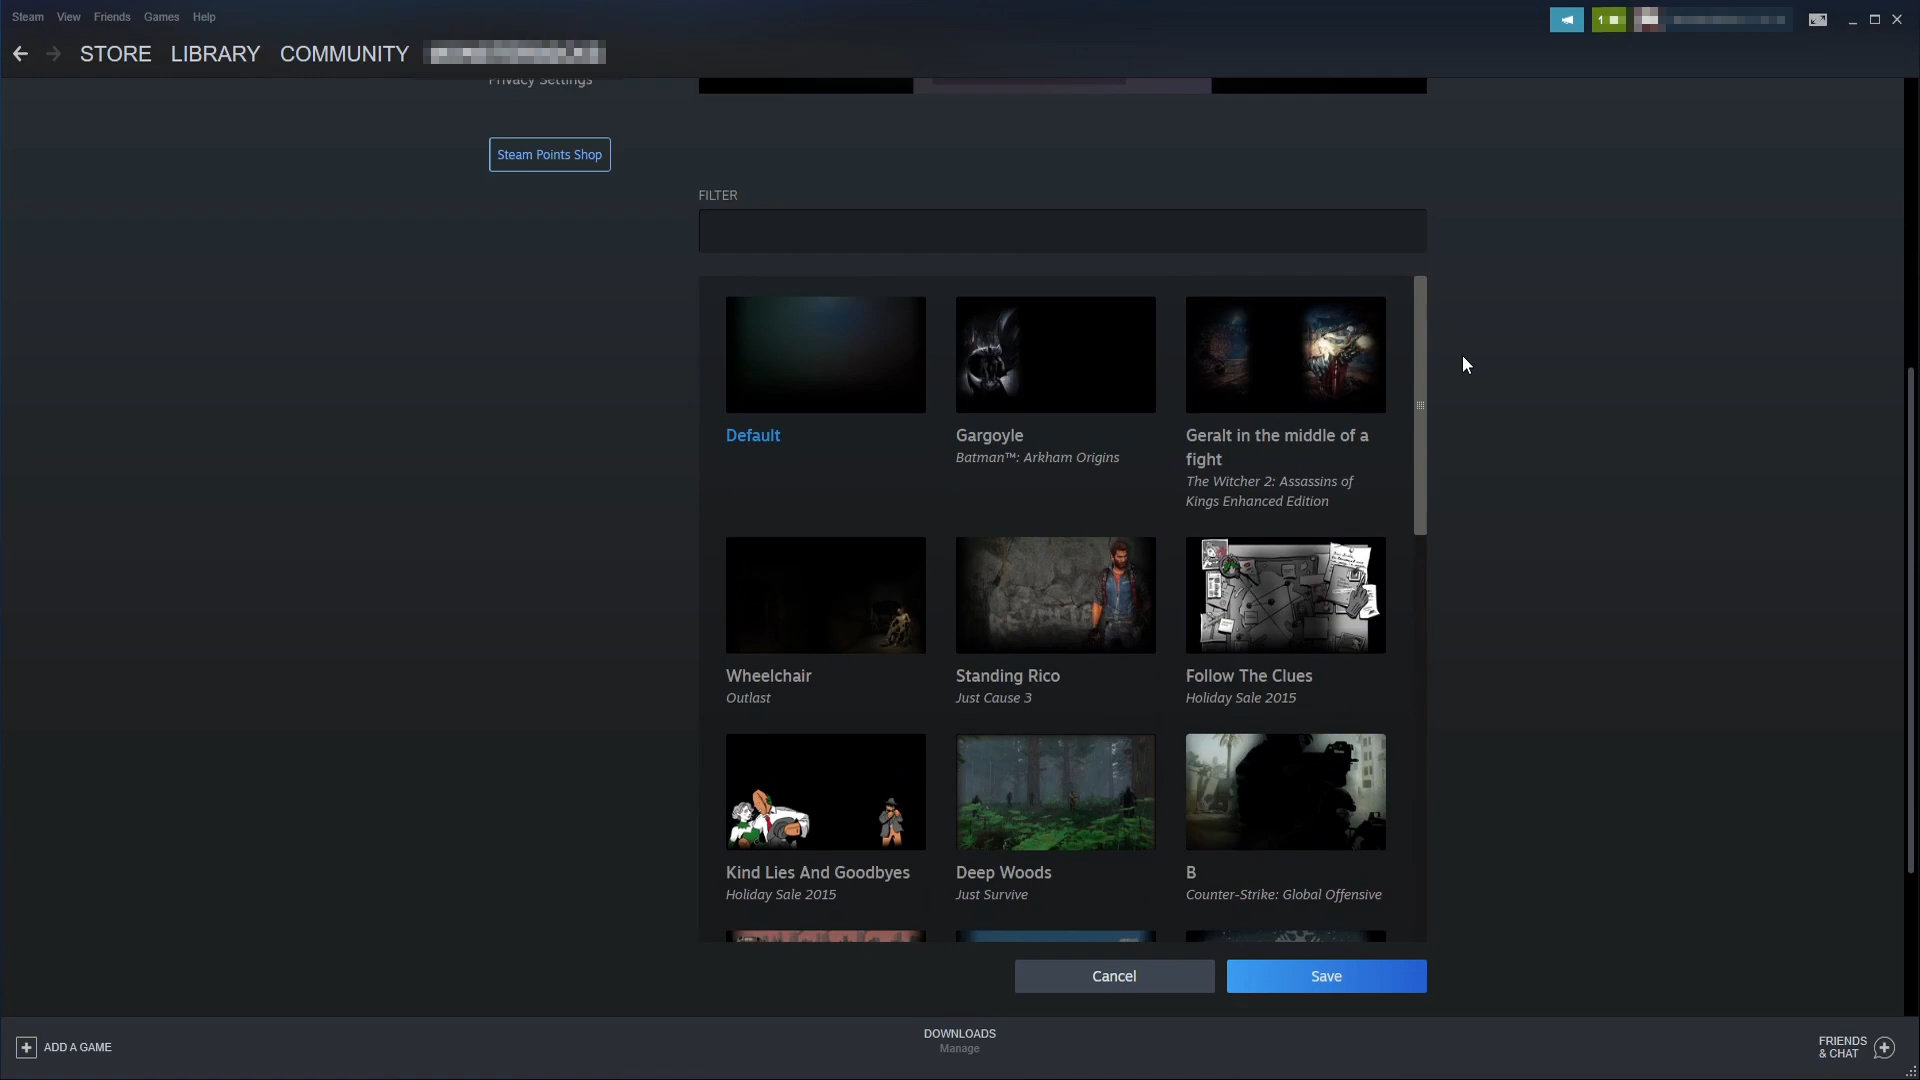 Steam View Friends Games Help
1
STORE LIBRARY COMMUNITY
Privacy Settings
Steam Points Shop
FILTER
Default
Gargoyle
Batman™: Arkham Origins
Geralt in the middle of a
fight
The Witcher 2: Assassins of
Kings Enhanced Edition
Wheelchair
Outlast
Standing Rico
Just Cause 3
Follow The Clues
Holiday Sale 2015
Kind Lies And Goodbyes
Holiday Sale 2015
Deep Woods
Just Survive
B
Counter-Strike: Global Offensive
Cancel
Save
ADD A GAME
DOWNLOADS
Manage
FRIENDS
& CHAT